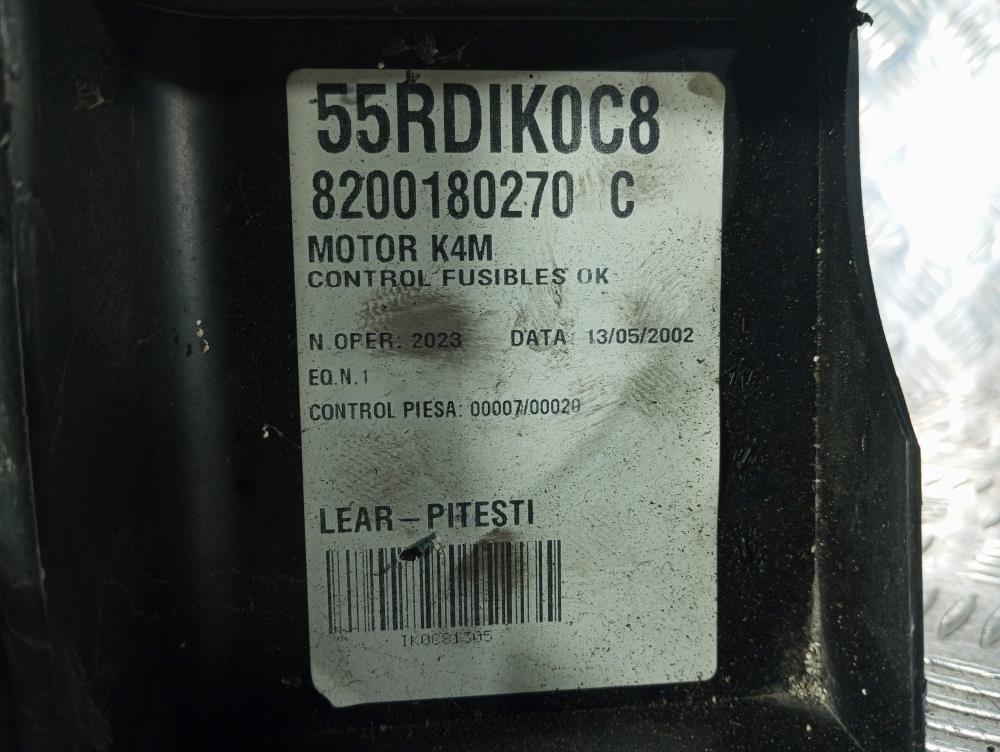 55RDIK0C8
8200180270 C
MOTOR K4M
CONTROL FUSIBLES OK
N.OPER: 2023 DATA: 13/05/2002
EQ.N.1
CONTROL PIESA: 00007/00020
LEAR-PITESTI
IK0C81305